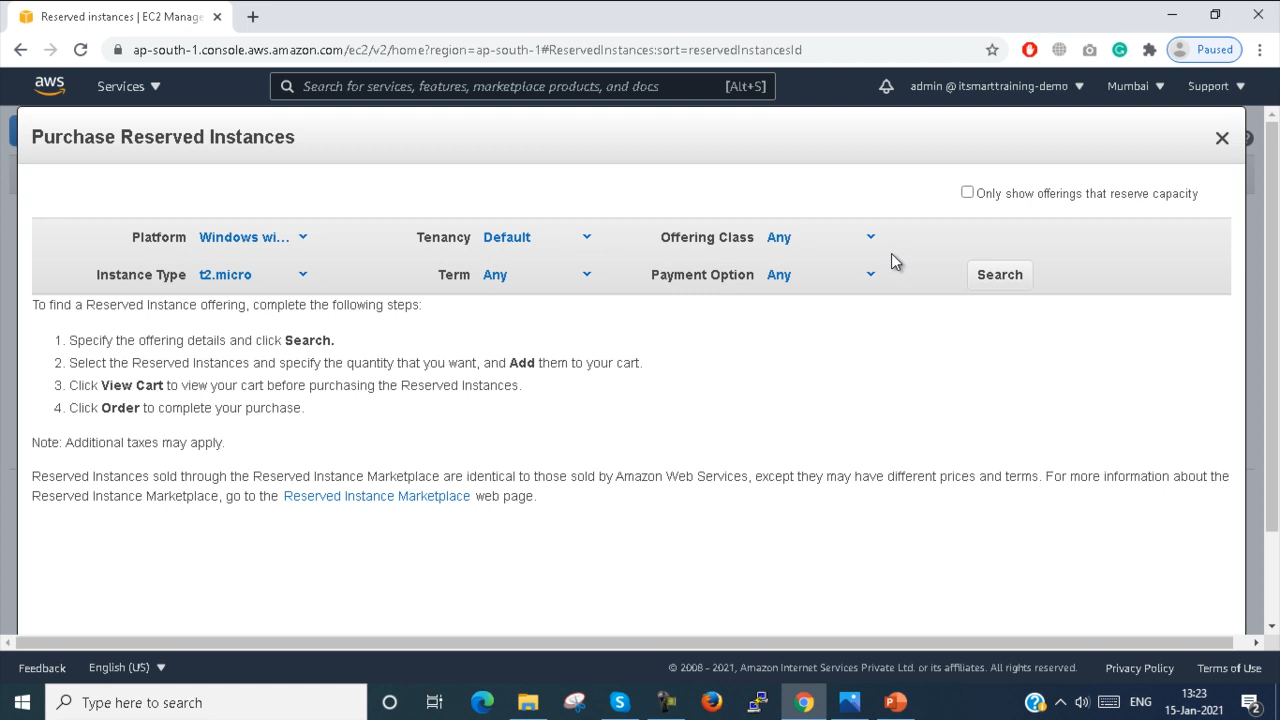 Reserved instances | EC2 Manage
ap-south-1.console.aws.amazon.com/ec2/v2/home?region=ap-south-1#ReservedInstances:sort=reservedInstancesId
Paused
aws
Services
Search for services, features, marketplace products, and docs
[Alt+S]
admin @ itsmarttraining-demo
Mumbai
Support
Purchase Reserved Instances
Only show offerings that reserve capacity
Platform Windows wi... Tenancy Default Offering Class Any
Instance Type t2.micro Term Any Payment Option Any Search
To find a Reserved Instance offering, complete the following steps:
1. Specify the offering details and click Search.
2. Select the Reserved Instances and specify the quantity that you want, and Add them to your cart.
3. Click View Cart to view your cart before purchasing the Reserved Instances.
4. Click Order to complete your purchase.
Note: Additional taxes may apply.
Reserved Instances sold through the Reserved Instance Marketplace are identical to those sold by Amazon Web Services, except they may have different prices and terms. For more information about the
Reserved Instance Marketplace, go to the Reserved Instance Marketplace web page.
Feedback
English (US)
© 2008 - 2021, Amazon Internet Services Private Ltd. or its affiliates. All rights reserved.
Privacy Policy
Terms of Use
Type here to search
ENG
13:23
15-Jan-2021
2